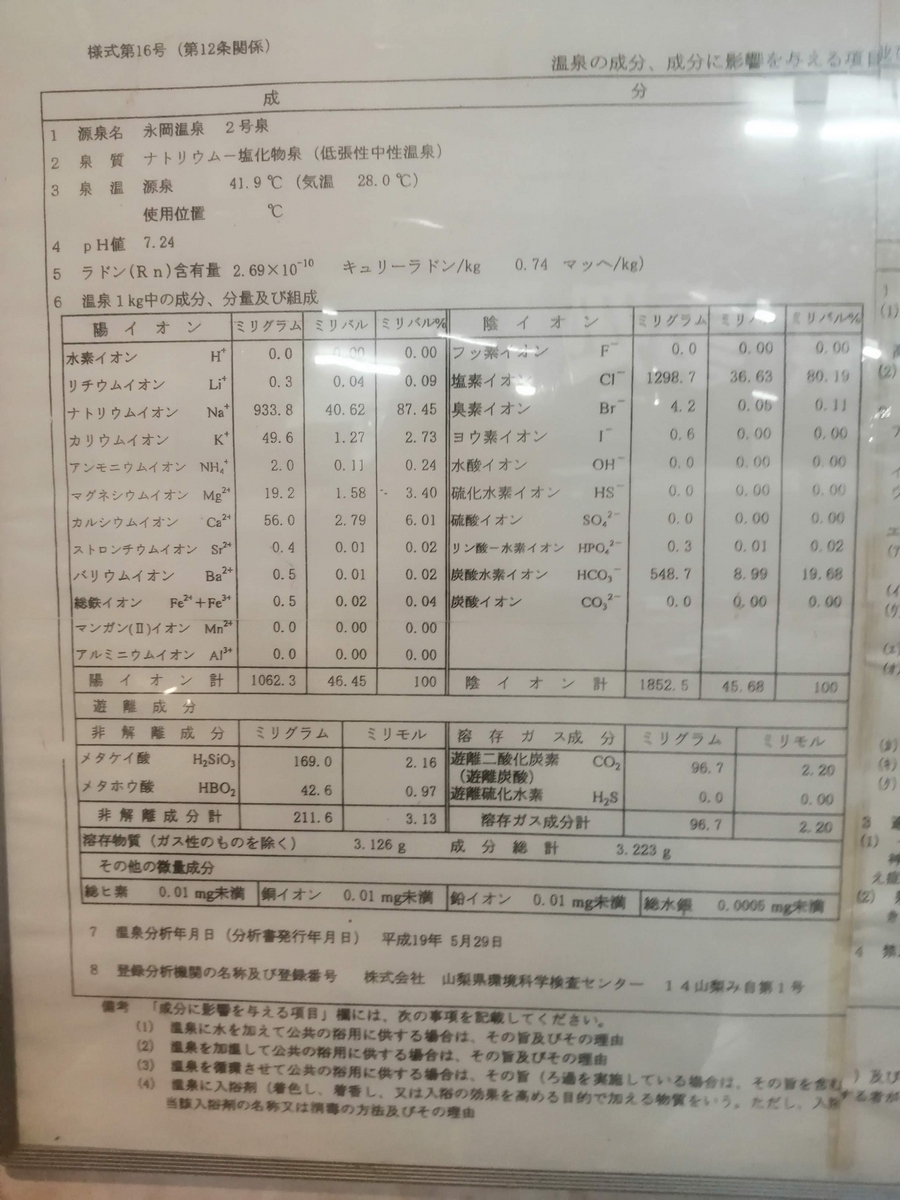 様式第16号 (第12条関係)
温泉の成分、成分に影響を与える項目
成 分
1 源泉名 永岡温泉 2号泉
2 泉 質 ナトリウム－塩化物泉 (低張性中性温泉)
3 泉 温 源泉 41.9 ℃ (気温 28.0 ℃)
使用位置 ℃
4 pH値 7.24
5 ラドン(Rn)含有量 2.69×10⁻¹⁰ キュリーラドン/kg 0.74 マッヘ/kg)
6 温泉1kg中の成分、分量及び組成
陽イオン ミリグラム ミリバル ミリバル% 陰イオン ミリグラム ミリバル ミリバル%
水素イオン H⁺ 0.0 0.00 0.00 フッ素イオン F⁻ 0.0 0.00 0.00
リチウムイオン Li⁺ 0.3 0.04 0.09 塩素イオン Cl⁻ 1298.7 36.63 80.19
ナトリウムイオン Na⁺ 933.8 40.62 87.45 臭素イオン Br⁻ 4.2 0.05 0.11
カリウムイオン K⁺ 49.6 1.27 2.73 ヨウ素イオン I⁻ 0.6 0.00 0.00
アンモニウムイオン NH₄⁺ 2.0 0.11 0.24 水酸イオン OH⁻ 0.0 0.00 0.00
マグネシウムイオン Mg²⁺ 19.2 1.58 3.40 硫化水素イオン HS⁻ 0.0 0.00 0.00
カルシウムイオン Ca²⁺ 56.0 2.79 6.01 硫酸イオン SO₄²⁻ 0.0 0.00 0.00
ストロンチウムイオン Sr²⁺ 0.4 0.01 0.02 リン酸－水素イオン HPO₄²⁻ 0.3 0.01 0.02
バリウムイオン Ba²⁺ 0.5 0.01 0.02 炭酸水素イオン HCO₃⁻ 548.7 8.99 19.68
総鉄イオン Fe²⁺+Fe³⁺ 0.5 0.02 0.04 炭酸イオン CO₃²⁻ 0.0 0.00 0.00
マンガン(Ⅱ)イオン Mn²⁺ 0.0 0.00 0.00
アルミニウムイオン Al³⁺ 0.0 0.00 0.00
陽イオン計 1062.3 46.45 100 陰イオン計 1852.5 45.68 100
遊離成分
非解離成分 ミリグラム ミリモル 溶存ガス成分 ミリグラム ミリモル
メタケイ酸 H₂SiO₃ 169.0 2.16 遊離二酸化炭素 CO₂ 96.7 2.20
(遊離炭酸)
メタホウ酸 HBO₂ 42.6 0.97 遊離硫化水素 H₂S 0.0 0.00
非解離成分計 211.6 3.13 溶存ガス成分計 96.7 2.20
溶存物質 (ガス性のものを除く) 3.126 g 成分総計 3.223 g
その他の微量成分
総ヒ素 0.01 mg未満 銅イオン 0.01 mg未満 鉛イオン 0.01 mg未満 総水銀 0.0005 mg未満
7 温泉分析年月日 (分析書発行年月日) 平成19年 5月29日
8 登録分析機関の名称及び登録番号 株式会社 山梨県環境科学検査センター 14山梨み自第1号
備考 「成分に影響を与える項目」欄には、次の事項を記載してください。
(1) 温泉に水を加えて公共の浴用に供する場合は、その旨及びその理由
(2) 温泉を加温して公共の浴用に供する場合は、その旨及びその理由
(3) 温泉を循環させて公共の浴用に供する場合は、その旨 (ろ過を実施している場合は、その旨を含む) 及び
(4) 温泉に入浴剤 (着色し、着香し、又は入浴の効果を高める目的で加える物質をいう。ただし、入浴する者が
当該入浴剤の名称又は消毒の方法及びその理由